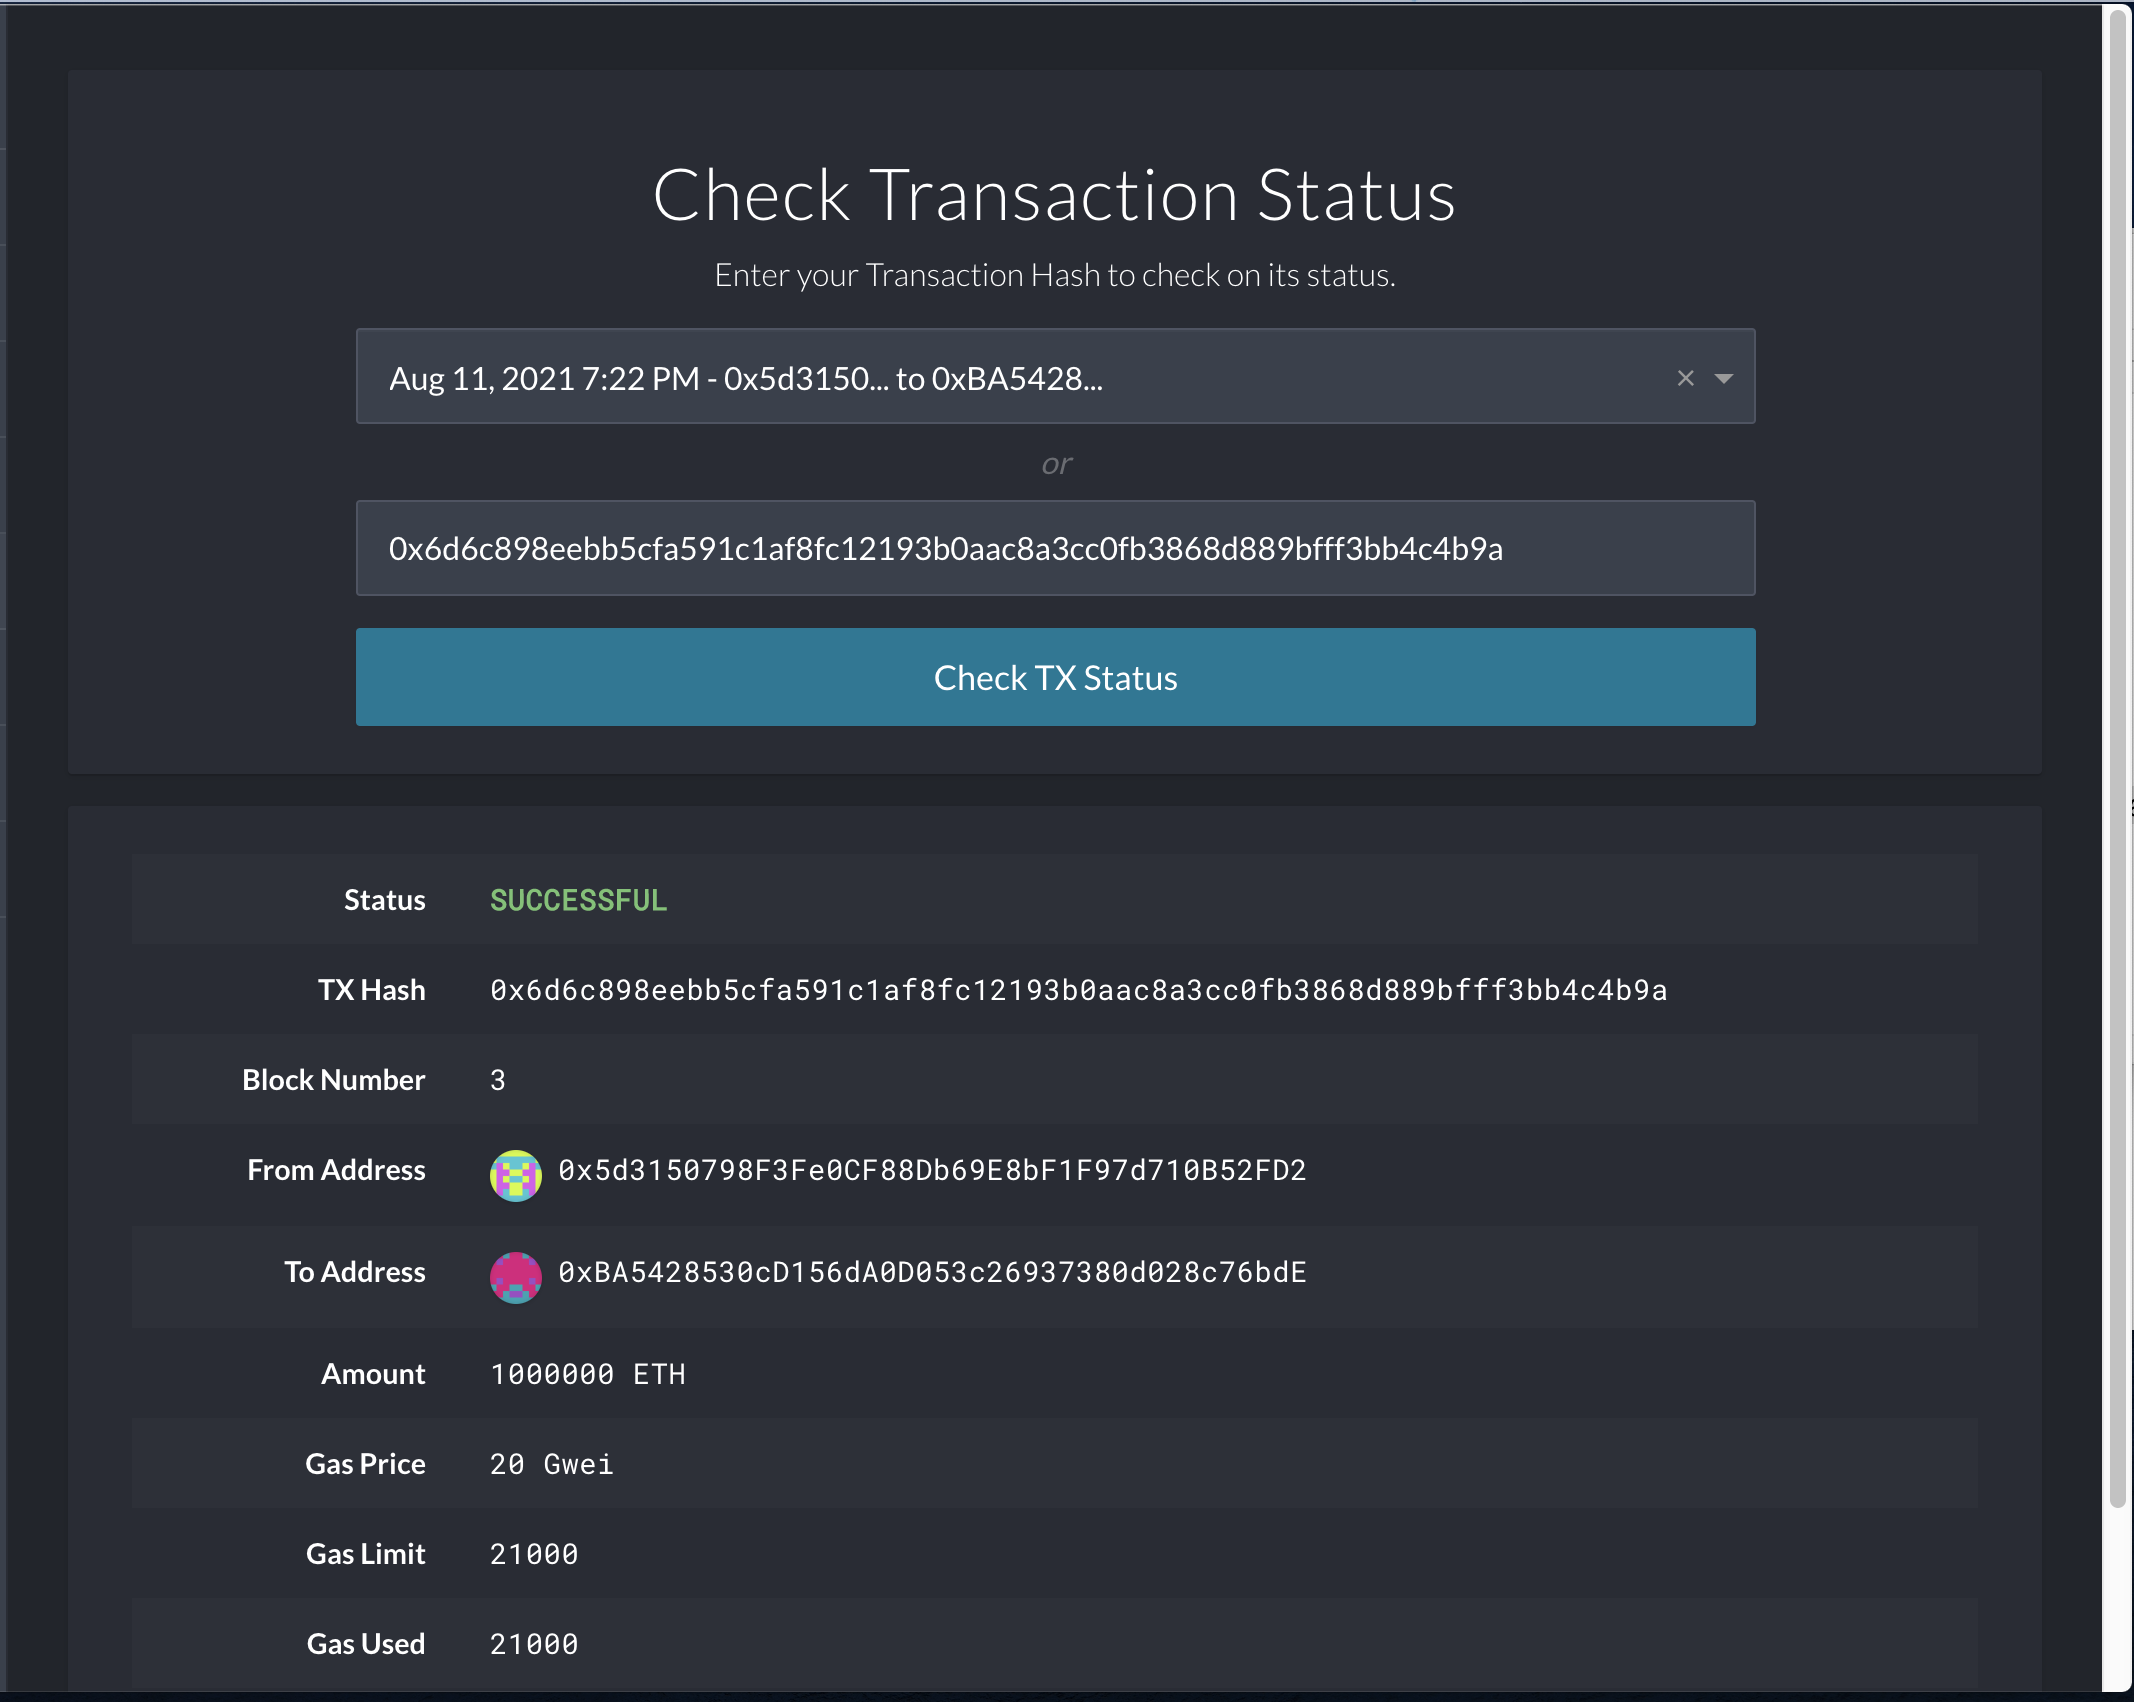 Check Transaction Status
Enter your Transaction Hash to check on its status.
Aug 11, 2021 7:22 PM - 0x5d3150... to 0xBA5428...
or
0x6d6c898eebb5cfa591c1af8fc12193b0aac8a3cc0fb3868d889bfff3bb4c4b9a
Check TX Status
Status SUCCESSFUL
TX Hash 0x6d6c898eebb5cfa591c1af8fc12193b0aac8a3cc0fb3868d889bfff3bb4c4b9a
Block Number 3
From Address 0x5d3150798F3Fe0CF88Db69E8bF1F97d710B52FD2
To Address 0xBA5428530cD156dA0D053c26937380d028c76bdE
Amount 1000000 ETH
Gas Price 20 Gwei
Gas Limit 21000
Gas Used 21000